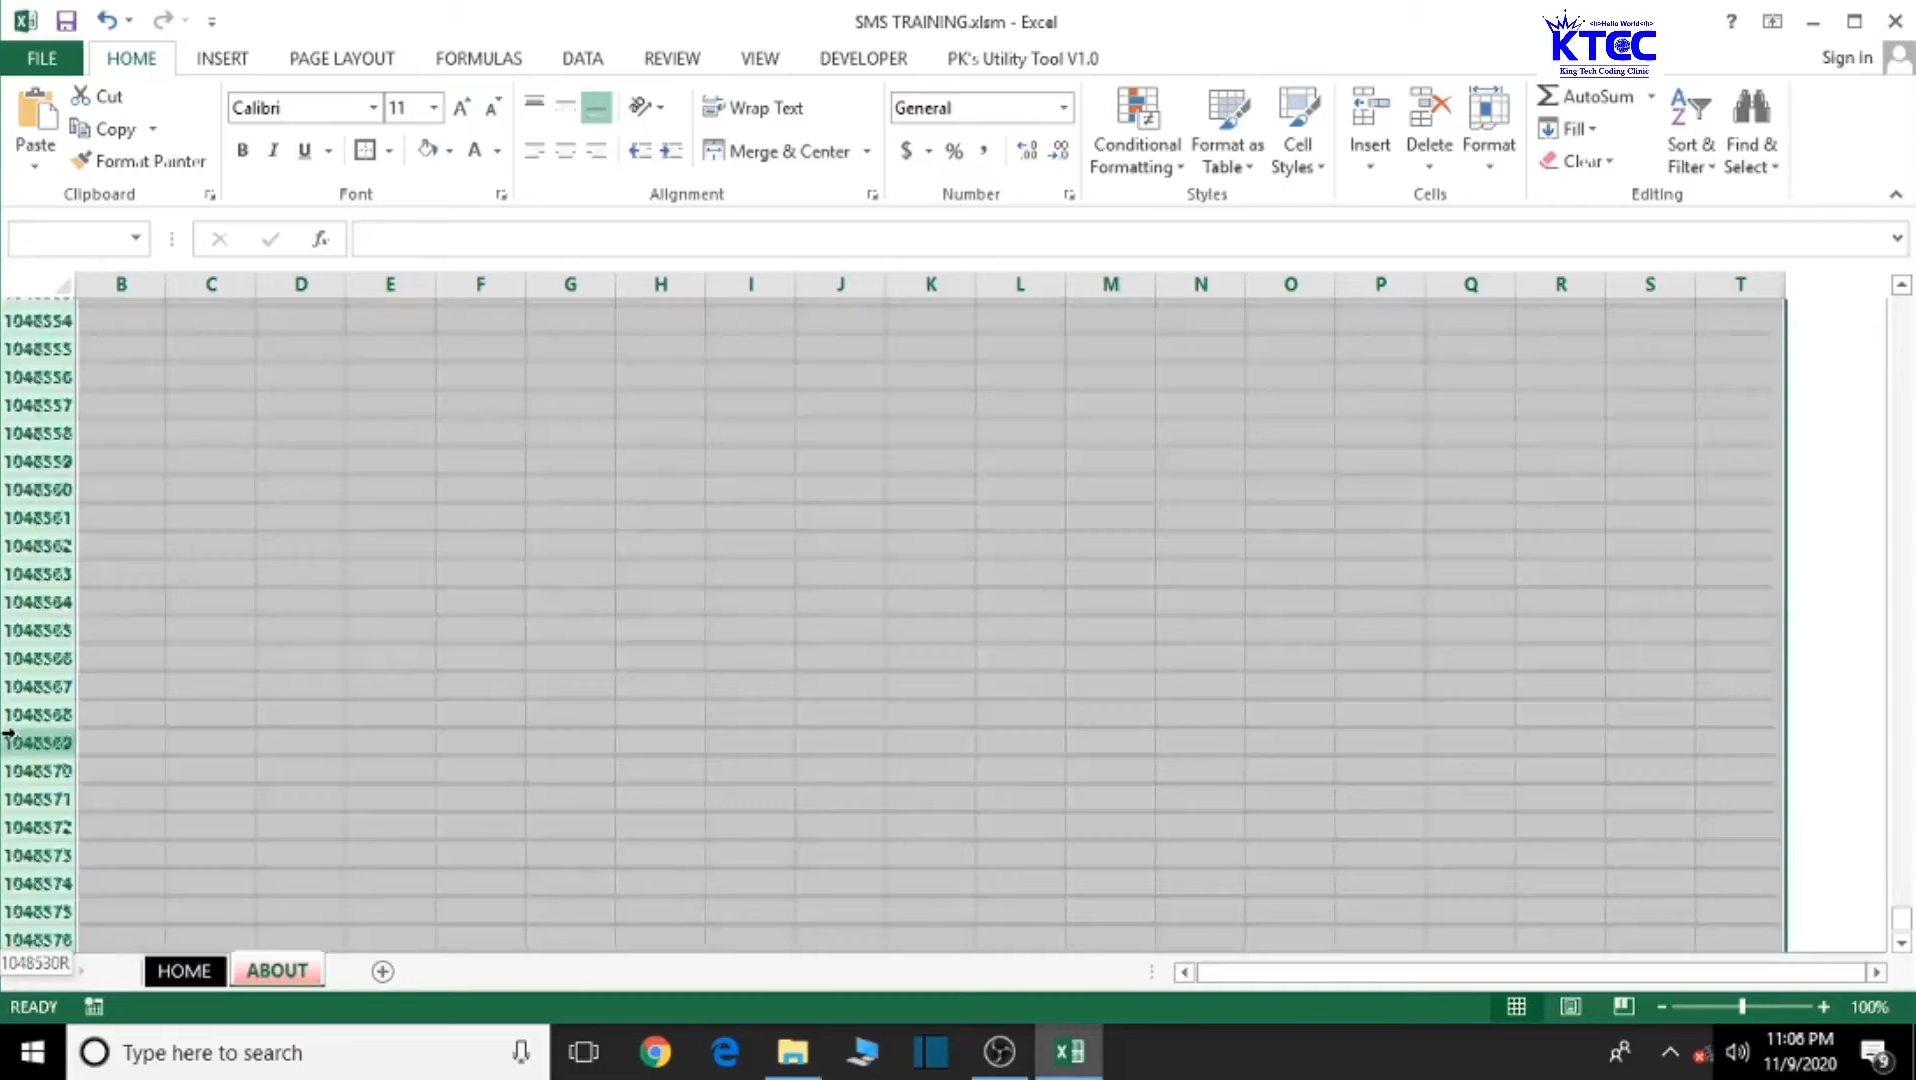 SMS TRAINING.xlsm - Excel
<h>Hello World</h>
KTCC
King Tech Coding Clinic
?
FILE HOME INSERT PAGE LAYOUT FORMULAS DATA REVIEW VIEW DEVELOPER PK's Utility Tool V1.0 Sign in
Paste
Cut
Copy
Format Painter
Clipboard
Calibri 11
B I U
Font
Wrap Text
Merge & Center
Alignment
General
$ % ,
Number
Conditional Formatting
Format as Table
Cell Styles
Styles
Insert Delete Format
Cells
AutoSum
Fill
Clear
Sort & Filter
Find & Select
Editing
fx
B C D E F G H I J K L M N O P Q R S T
1048554
1048555
1048556
1048557
1048558
1048559
1048560
1048561
1048562
1048563
1048564
1048565
1048566
1048567
1048568
1048569
1048570
1048571
1048572
1048573
1048574
1048575
1048576
1048530R
HOME ABOUT
READY 100%
Type here to search
11:06 PM
11/9/2020
9